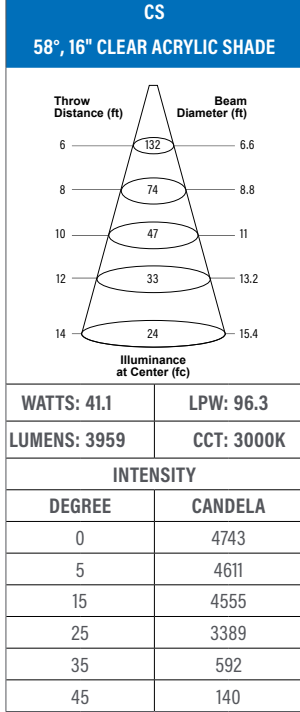 CS
58°, 16" CLEAR ACRYLIC SHADE
Throw Distance (ft) Beam Diameter (ft)
6 132 6.6
8 74 8.8
10 47 11
12 33 13.2
14 24 15.4
Illuminance
at Center (fc)
WATTS: 41.1 LPW: 96.3
LUMENS: 3959 CCT: 3000K
INTENSITY
DEGREE CANDELA
0 4743
5 4611
15 4555
25 3389
35 592
45 140